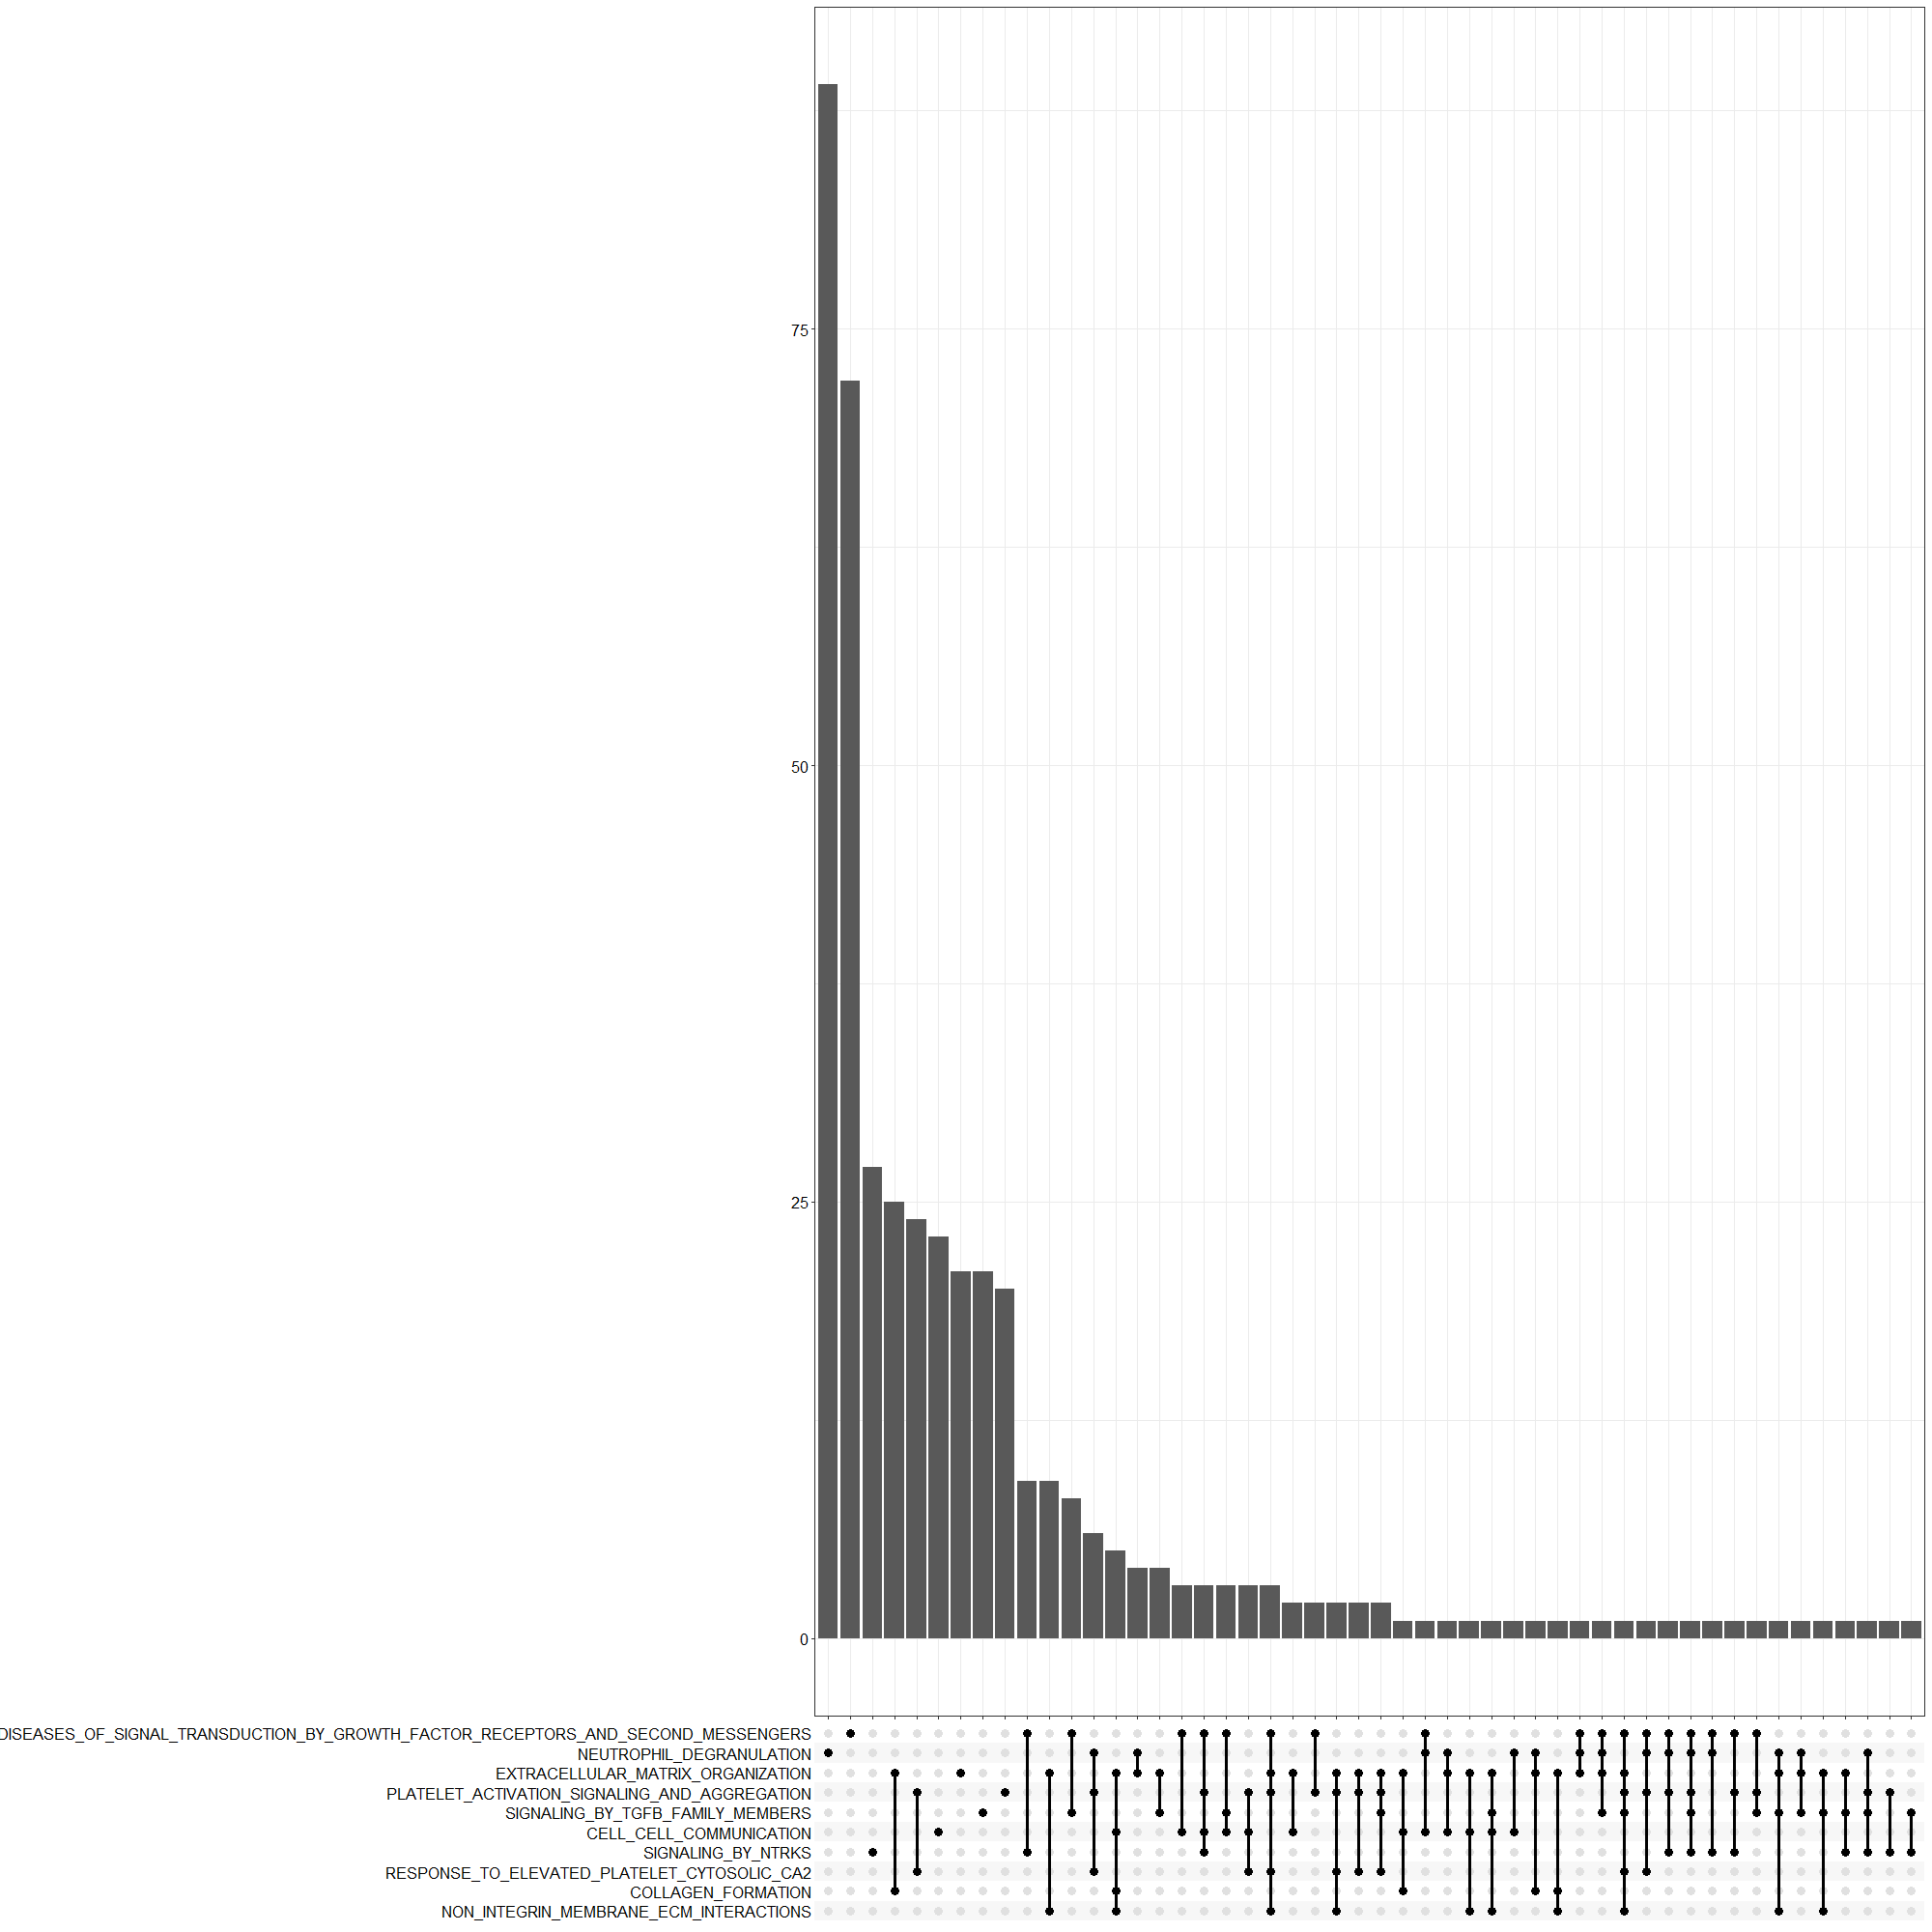 75
50
25
0
DISEASES_OF_SIGNAL_TRANSDUCTION_BY_GROWTH_FACTOR_RECEPTORS_AND_SECOND_MESSENGERS
NEUTROPHIL_DEGRANULATION
EXTRACELLULAR_MATRIX_ORGANIZATION
PLATELET_ACTIVATION_SIGNALING_AND_AGGREGATION
SIGNALING_BY_TGFB_FAMILY_MEMBERS
CELL_CELL_COMMUNICATION
SIGNALING_BY_NTRKS
RESPONSE_TO_ELEVATED_PLATELET_CYTOSOLIC_CA2
COLLAGEN_FORMATION
NON_INTEGRIN_MEMBRANE_ECM_INTERACTIONS